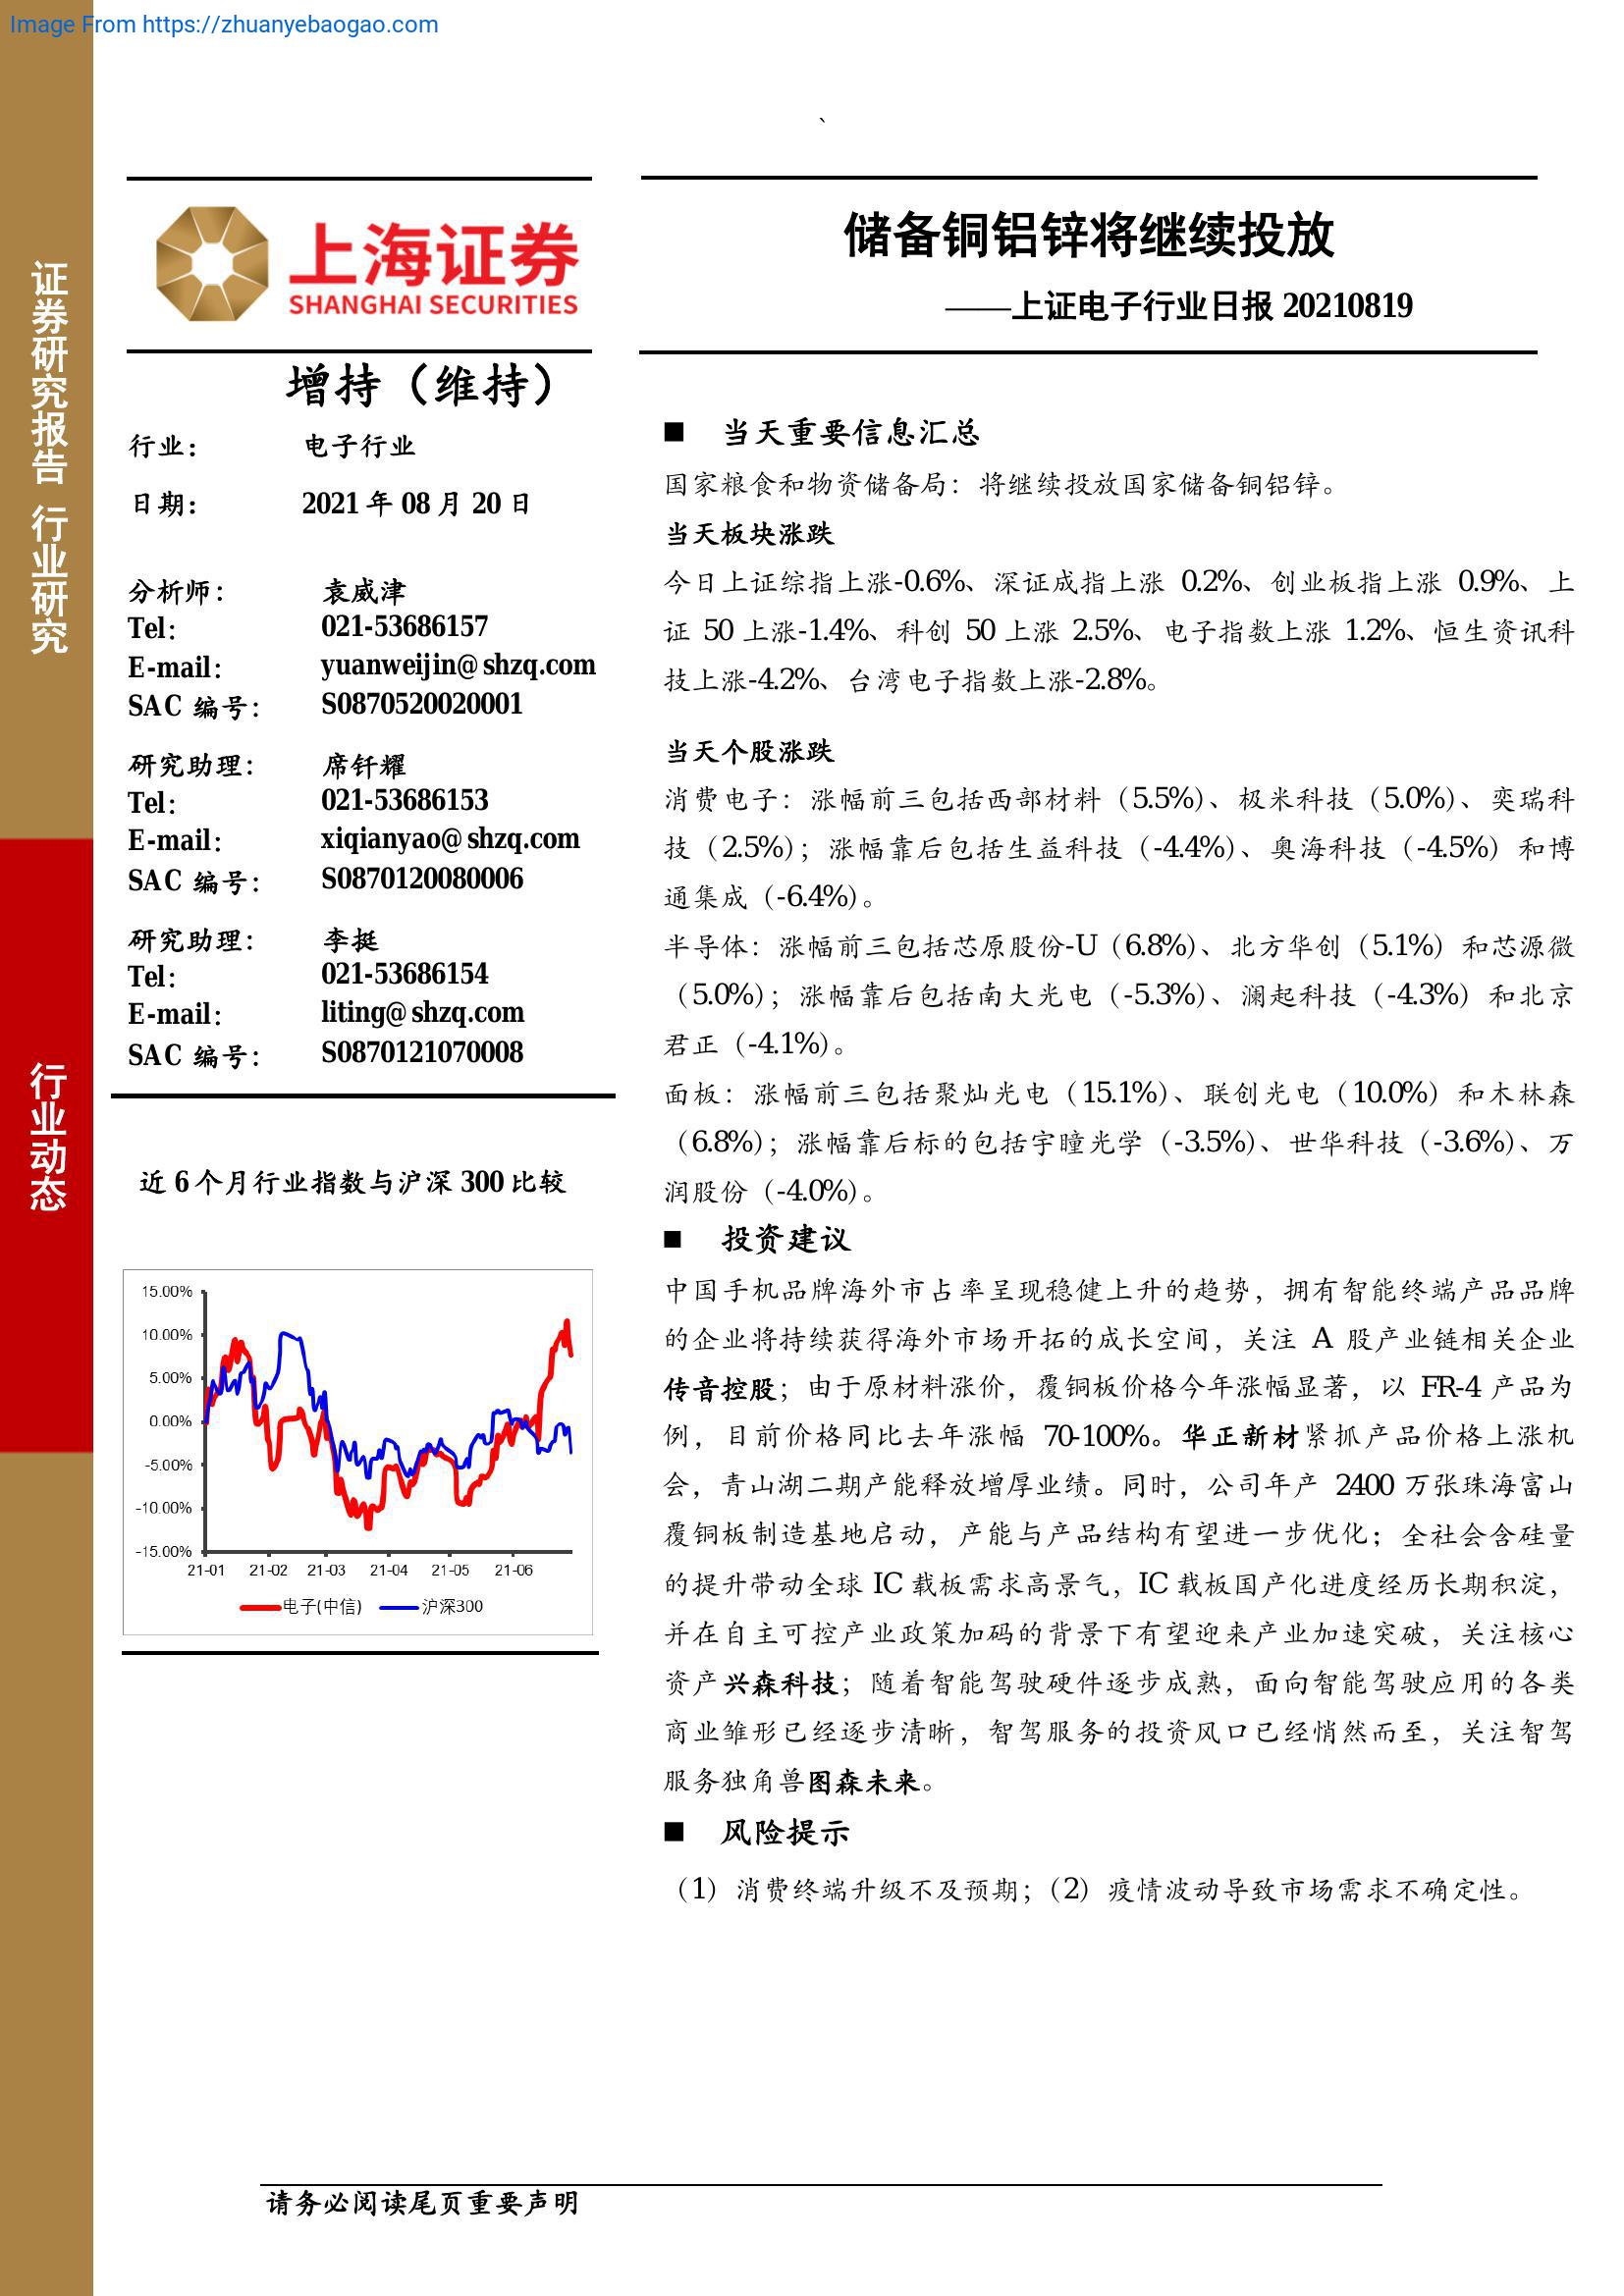 Image From https://zhuanyebaogao.com
、
证券研究报告 行业研究
行业动态
上海证券
SHANGHAI SECURITIES
增持（维持）
行业： 电子行业
日期： 2021 年 08 月 20 日
分析师： 袁威津
Tel： 021-53686157
E-mail： yuanweijin@shzq.com
SAC 编号： S0870520020001
研究助理： 席钎耀
Tel： 021-53686153
E-mail： xiqianyao@shzq.com
SAC 编号： S0870120080006
研究助理： 李挺
Tel： 021-53686154
E-mail： liting@shzq.com
SAC 编号： S0870121070008
近 6 个月行业指数与沪深 300 比较
15.00%
10.00%
5.00%
0.00%
-5.00%
-10.00%
-15.00%
21-01 21-02 21-03 21-04 21-05 21-06
电子(中信) 沪深300
储备铜铝锌将继续投放
——上证电子行业日报 20210819
■ 当天重要信息汇总
国家粮食和物资储备局：将继续投放国家储备铜铝锌。
当天板块涨跌
今日上证综指上涨-0.6%、深证成指上涨 0.2%、创业板指上涨 0.9%、上
证 50 上涨-1.4%、科创 50 上涨 2.5%、电子指数上涨 1.2%、恒生资讯科
技上涨-4.2%、台湾电子指数上涨-2.8%。
当天个股涨跌
消费电子：涨幅前三包括西部材料（5.5%）、极米科技（5.0%）、奕瑞科
技（2.5%）；涨幅靠后包括生益科技（-4.4%）、奥海科技（-4.5%）和博
通集成（-6.4%）。
半导体：涨幅前三包括芯原股份-U（6.8%）、北方华创（5.1%）和芯源微
（5.0%）；涨幅靠后包括南大光电（-5.3%）、澜起科技（-4.3%）和北京
君正（-4.1%）。
面板：涨幅前三包括聚灿光电（15.1%）、联创光电（10.0%）和木林森
（6.8%）；涨幅靠后标的包括宇瞳光学（-3.5%）、世华科技（-3.6%）、万
润股份（-4.0%）。
■ 投资建议
中国手机品牌海外市占率呈现稳健上升的趋势，拥有智能终端产品品牌
的企业将持续获得海外市场开拓的成长空间，关注 A 股产业链相关企业
传音控股；由于原材料涨价，覆铜板价格今年涨幅显著，以 FR-4 产品为
例，目前价格同比去年涨幅 70-100%。华正新材紧抓产品价格上涨机
会，青山湖二期产能释放增厚业绩。同时，公司年产 2400 万张珠海富山
覆铜板制造基地启动，产能与产品结构有望进一步优化；全社会含硅量
的提升带动全球 IC 载板需求高景气，IC 载板国产化进度经历长期积淀，
并在自主可控产业政策加码的背景下有望迎来产业加速突破，关注核心
资产兴森科技；随着智能驾驶硬件逐步成熟，面向智能驾驶应用的各类
商业雏形已经逐步清晰，智驾服务的投资风口已经悄然而至，关注智驾
服务独角兽图森未来。
■ 风险提示
（1）消费终端升级不及预期；（2）疫情波动导致市场需求不确定性。
请务必阅读尾页重要声明